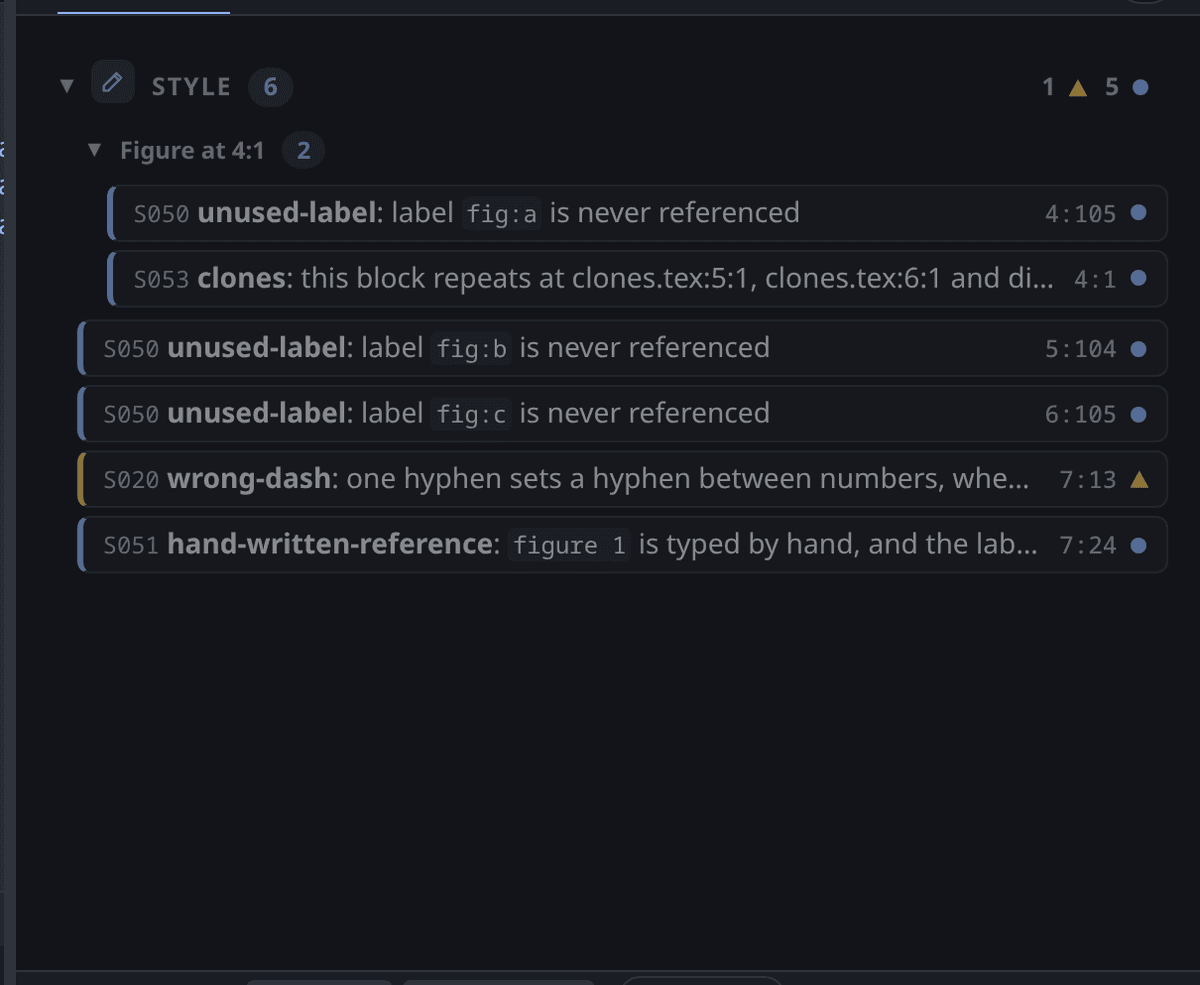 ▼ STYLE 6 1 ▲ 5 ●
▼ Figure at 4:1 2
S050 unused-label: label fig:a is never referenced 4:105 ●
S053 clones: this block repeats at clones.tex:5:1, clones.tex:6:1 and di... 4:1 ●
S050 unused-label: label fig:b is never referenced 5:104 ●
S050 unused-label: label fig:c is never referenced 6:105 ●
S020 wrong-dash: one hyphen sets a hyphen between numbers, whe... 7:13 ▲
S051 hand-written-reference: figure 1 is typed by hand, and the lab... 7:24 ●